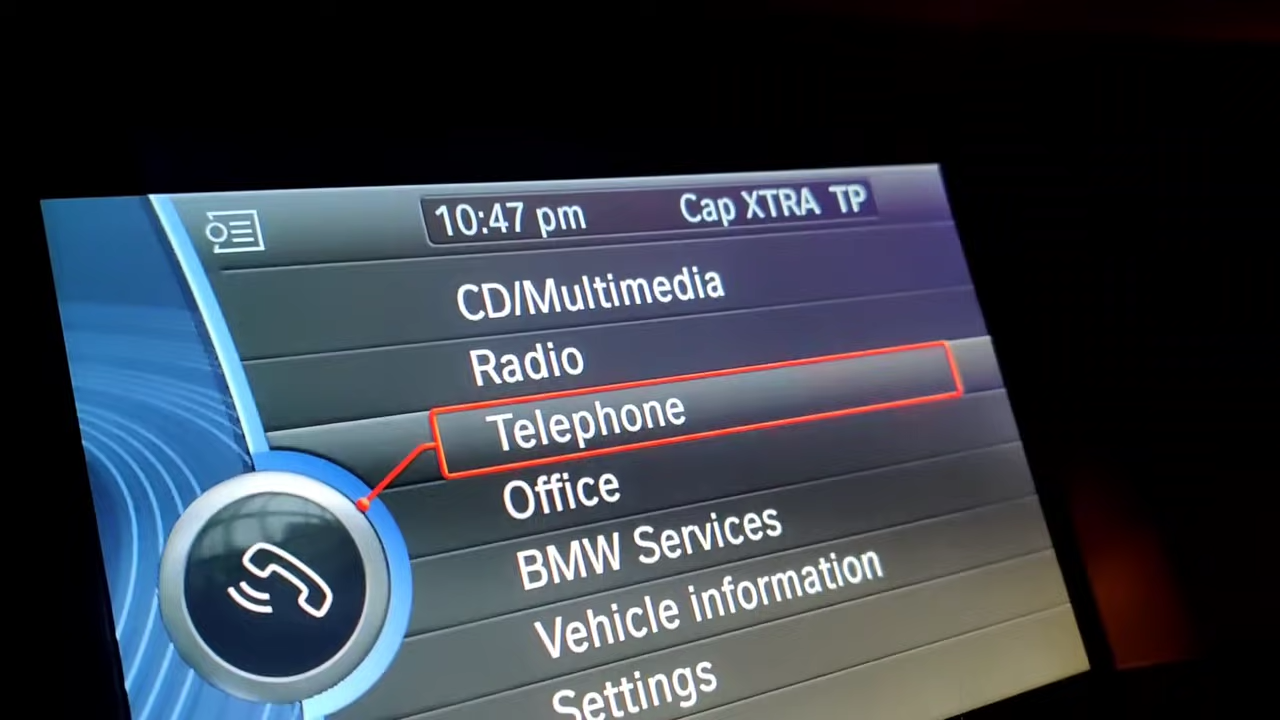 10:47 pm Cap XTRA TP
CD/Multimedia
Radio
Telephone
Office
BMW Services
Vehicle information
Settings